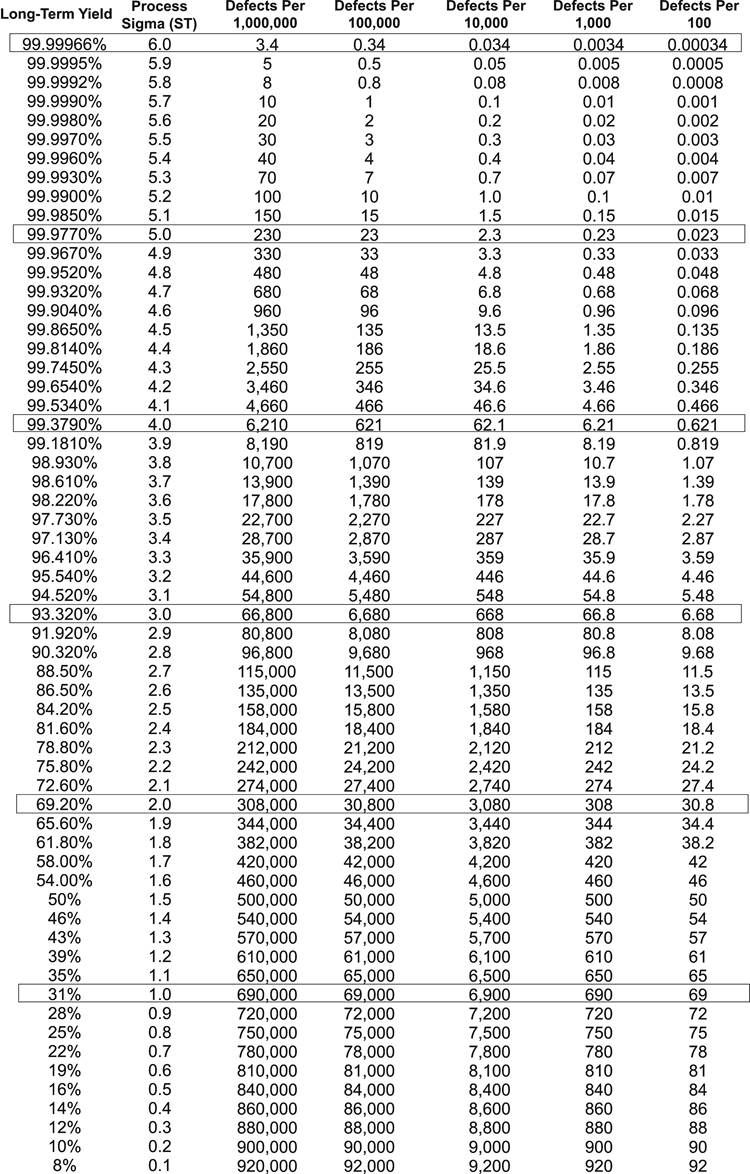 Long-Term Yield Process Sigma (ST) Defects Per 1,000,000 Defects Per 100,000 Defects Per 10,000 Defects Per 1,000 Defects Per 100
99.99966% 6.0 3.4 0.34 0.034 0.0034 0.00034
99.9995% 5.9 5 0.5 0.05 0.005 0.0005
99.9992% 5.8 8 0.8 0.08 0.008 0.0008
99.9990% 5.7 10 1 0.1 0.01 0.001
99.9980% 5.6 20 2 0.2 0.02 0.002
99.9970% 5.5 30 3 0.3 0.03 0.003
99.9960% 5.4 40 4 0.4 0.04 0.004
99.9930% 5.3 70 7 0.7 0.07 0.007
99.9900% 5.2 100 10 1.0 0.1 0.01
99.9850% 5.1 150 15 1.5 0.15 0.015
99.9770% 5.0 230 23 2.3 0.23 0.023
99.9670% 4.9 330 33 3.3 0.33 0.033
99.9520% 4.8 480 48 4.8 0.48 0.048
99.9320% 4.7 680 68 6.8 0.68 0.068
99.9040% 4.6 960 96 9.6 0.96 0.096
99.8650% 4.5 1,350 135 13.5 1.35 0.135
99.8140% 4.4 1,860 186 18.6 1.86 0.186
99.7450% 4.3 2,550 255 25.5 2.55 0.255
99.6540% 4.2 3,460 346 34.6 3.46 0.346
99.5340% 4.1 4,660 466 46.6 4.66 0.466
99.3790% 4.0 6,210 621 62.1 6.21 0.621
99.1810% 3.9 8,190 819 81.9 8.19 0.819
98.930% 3.8 10,700 1,070 107 10.7 1.07
98.610% 3.7 13,900 1,390 139 13.9 1.39
98.220% 3.6 17,800 1,780 178 17.8 1.78
97.730% 3.5 22,700 2,270 227 22.7 2.27
97.130% 3.4 28,700 2,870 287 28.7 2.87
96.410% 3.3 35,900 3,590 359 35.9 3.59
95.540% 3.2 44,600 4,460 446 44.6 4.46
94.520% 3.1 54,800 5,480 548 54.8 5.48
93.320% 3.0 66,800 6,680 668 66.8 6.68
91.920% 2.9 80,800 8,080 808 80.8 8.08
90.320% 2.8 96,800 9,680 968 96.8 9.68
88.50% 2.7 115,000 11,500 1,150 115 11.5
86.50% 2.6 135,000 13,500 1,350 135 13.5
84.20% 2.5 158,000 15,800 1,580 158 15.8
81.60% 2.4 184,000 18,400 1,840 184 18.4
78.80% 2.3 212,000 21,200 2,120 212 21.2
75.80% 2.2 242,000 24,200 2,420 242 24.2
72.60% 2.1 274,000 27,400 2,740 274 27.4
69.20% 2.0 308,000 30,800 3,080 308 30.8
65.60% 1.9 344,000 34,400 3,440 344 34.4
61.80% 1.8 382,000 38,200 3,820 382 38.2
58.00% 1.7 420,000 42,000 4,200 420 42
54.00% 1.6 460,000 46,000 4,600 460 46
50% 1.5 500,000 50,000 5,000 500 50
46% 1.4 540,000 54,000 5,400 540 54
43% 1.3 570,000 57,000 5,700 570 57
39% 1.2 610,000 61,000 6,100 610 61
35% 1.1 650,000 65,000 6,500 650 65
31% 1.0 690,000 69,000 6,900 690 69
28% 0.9 720,000 72,000 7,200 720 72
25% 0.8 750,000 75,000 7,500 750 75
22% 0.7 780,000 78,000 7,800 780 78
19% 0.6 810,000 81,000 8,100 810 81
16% 0.5 840,000 84,000 8,400 840 84
14% 0.4 860,000 86,000 8,600 860 86
12% 0.3 880,000 88,000 8,800 880 88
10% 0.2 900,000 90,000 9,000 900 90
8% 0.1 920,000 92,000 9,200 920 92